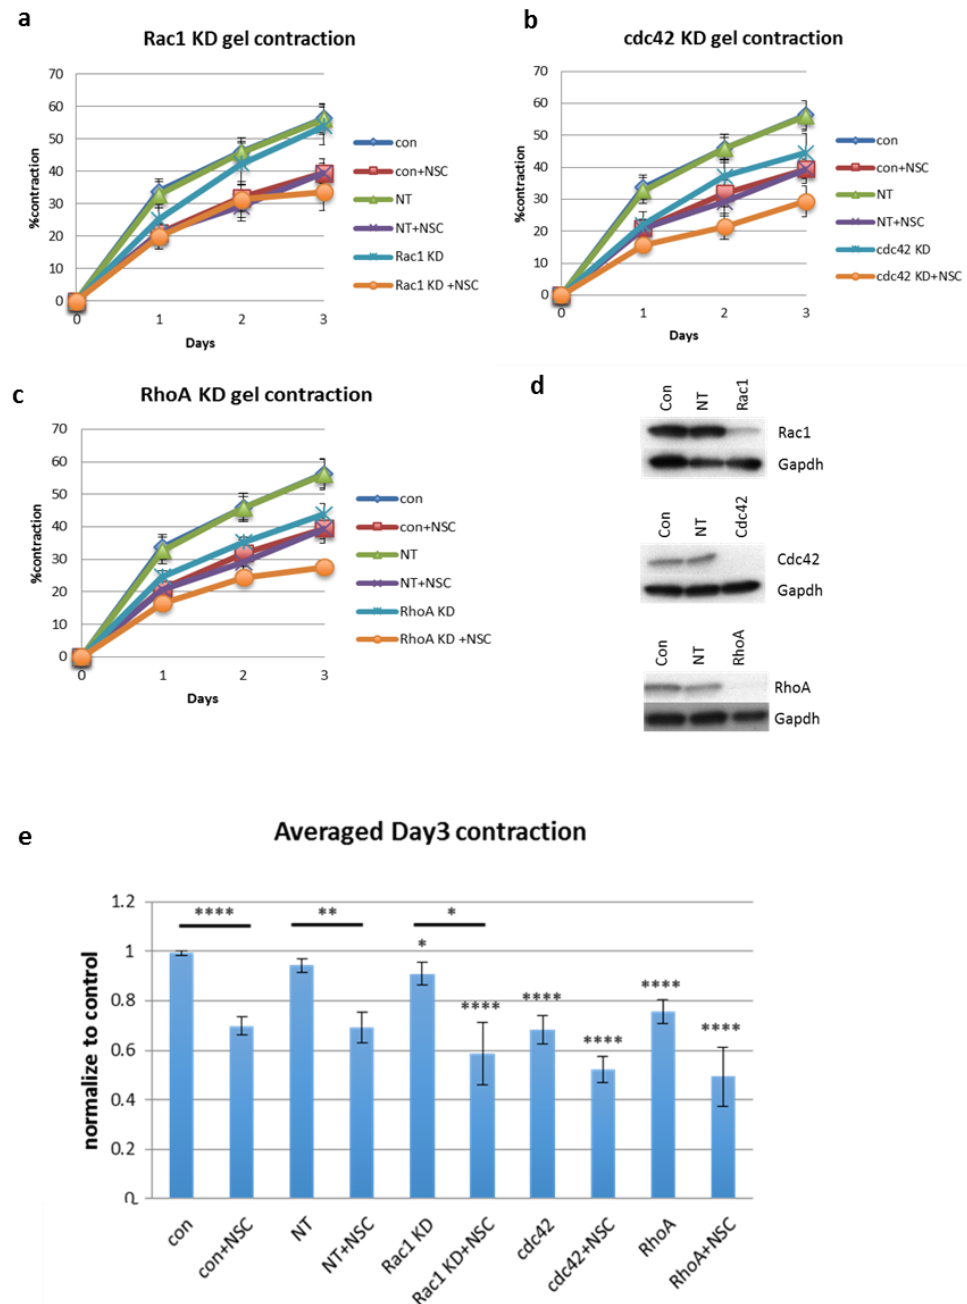 a
Rac1 KD gel contraction
%contraction
70
60
50
40
30
20
10
0
0 1 2 3
Days
con
con+NSC
NT
NT+NSC
Rac1 KD
Rac1 KD +NSC
b
cdc42 KD gel contraction
%contraction
70
60
50
40
30
20
10
0
0 1 2 3
Days
con
con+NSC
NT
NT+NSC
cdc42 KD
cdc42 KD+NSC
c
RhoA KD gel contraction
%contraction
70
60
50
40
30
20
10
0
0 1 2 3
Days
con
con+NSC
NT
NT+NSC
RhoA KD
RhoA KD +NSC
d
Con NT Rac1
Rac1
Gapdh
Con NT Cdc42
Cdc42
Gapdh
Con NT RhoA
RhoA
Gapdh
e
Averaged Day3 contraction
normalize to control
1.2
1
0.8
0.6
0.4
0.2
0
**** ** *
*
**** **** **** **** ****
con con+NSC NT NT+NSC Rac1 KD Rac1 KD+NSC cdc42 cdc42+NSC RhoA RhoA+NSC